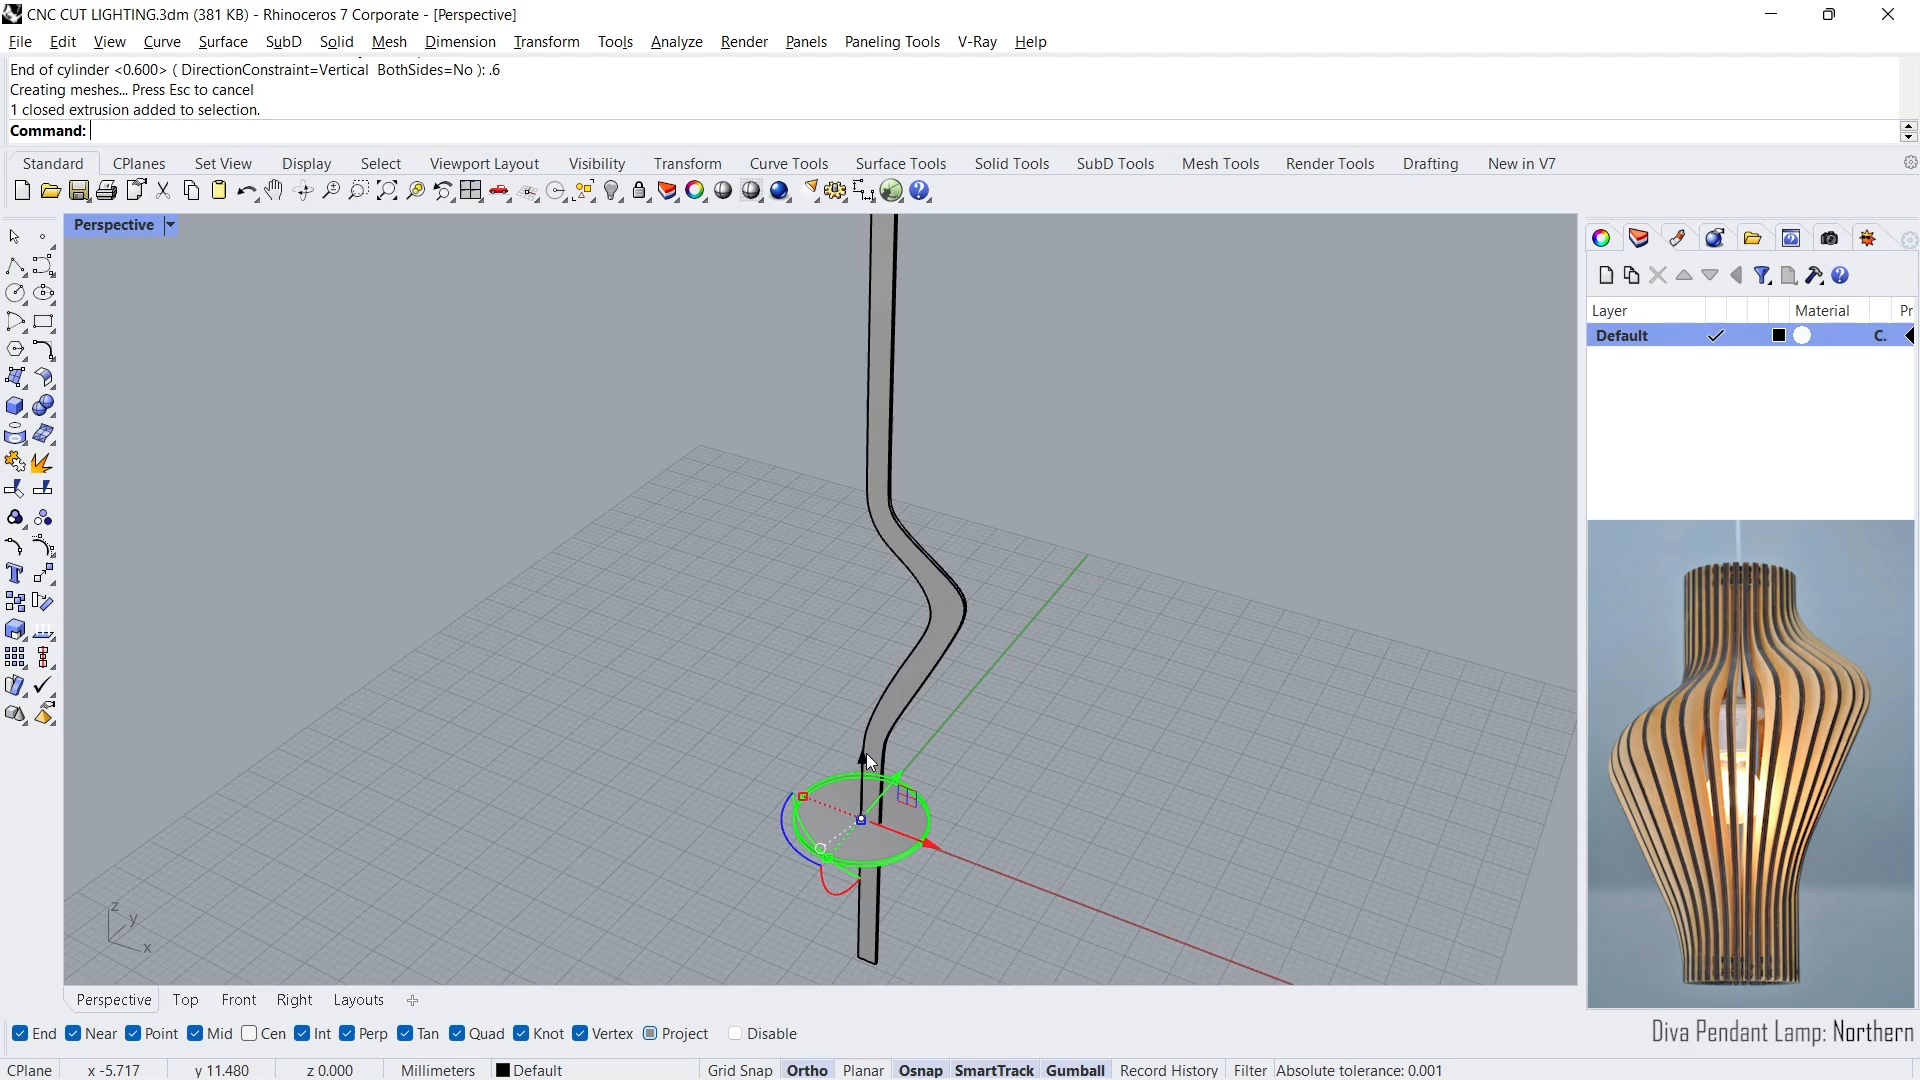 CNC CUT LIGHTING.3dm (381 KB) - Rhinoceros 7 Corporate - [Perspective]
File Edit View Curve Surface SubD Solid Mesh Dimension Transform Tools Analyze Render Panels Paneling Tools V-Ray Help
End of cylinder <0.600> ( DirectionConstraint=Vertical BothSides=No ): .6
Creating meshes... Press Esc to cancel
1 closed extrusion added to selection.
Command:
Standard CPlanes Set View Display Select Viewport Layout Visibility Transform Curve Tools Surface Tools Solid Tools SubD Tools Mesh Tools Render Tools Drafting New in V7
Perspective
Layer Material Pr
Default C.
z y x
Perspective Top Front Right Layouts
End Near Point Mid Cen Int Perp Tan Quad Knot Vertex Project Disable
Diva Pendant Lamp: Northern
CPlane x -5.717 y 11.480 z 0.000 Millimeters Default Grid Snap Ortho Planar Osnap SmartTrack Gumball Record History Filter Absolute tolerance: 0.001